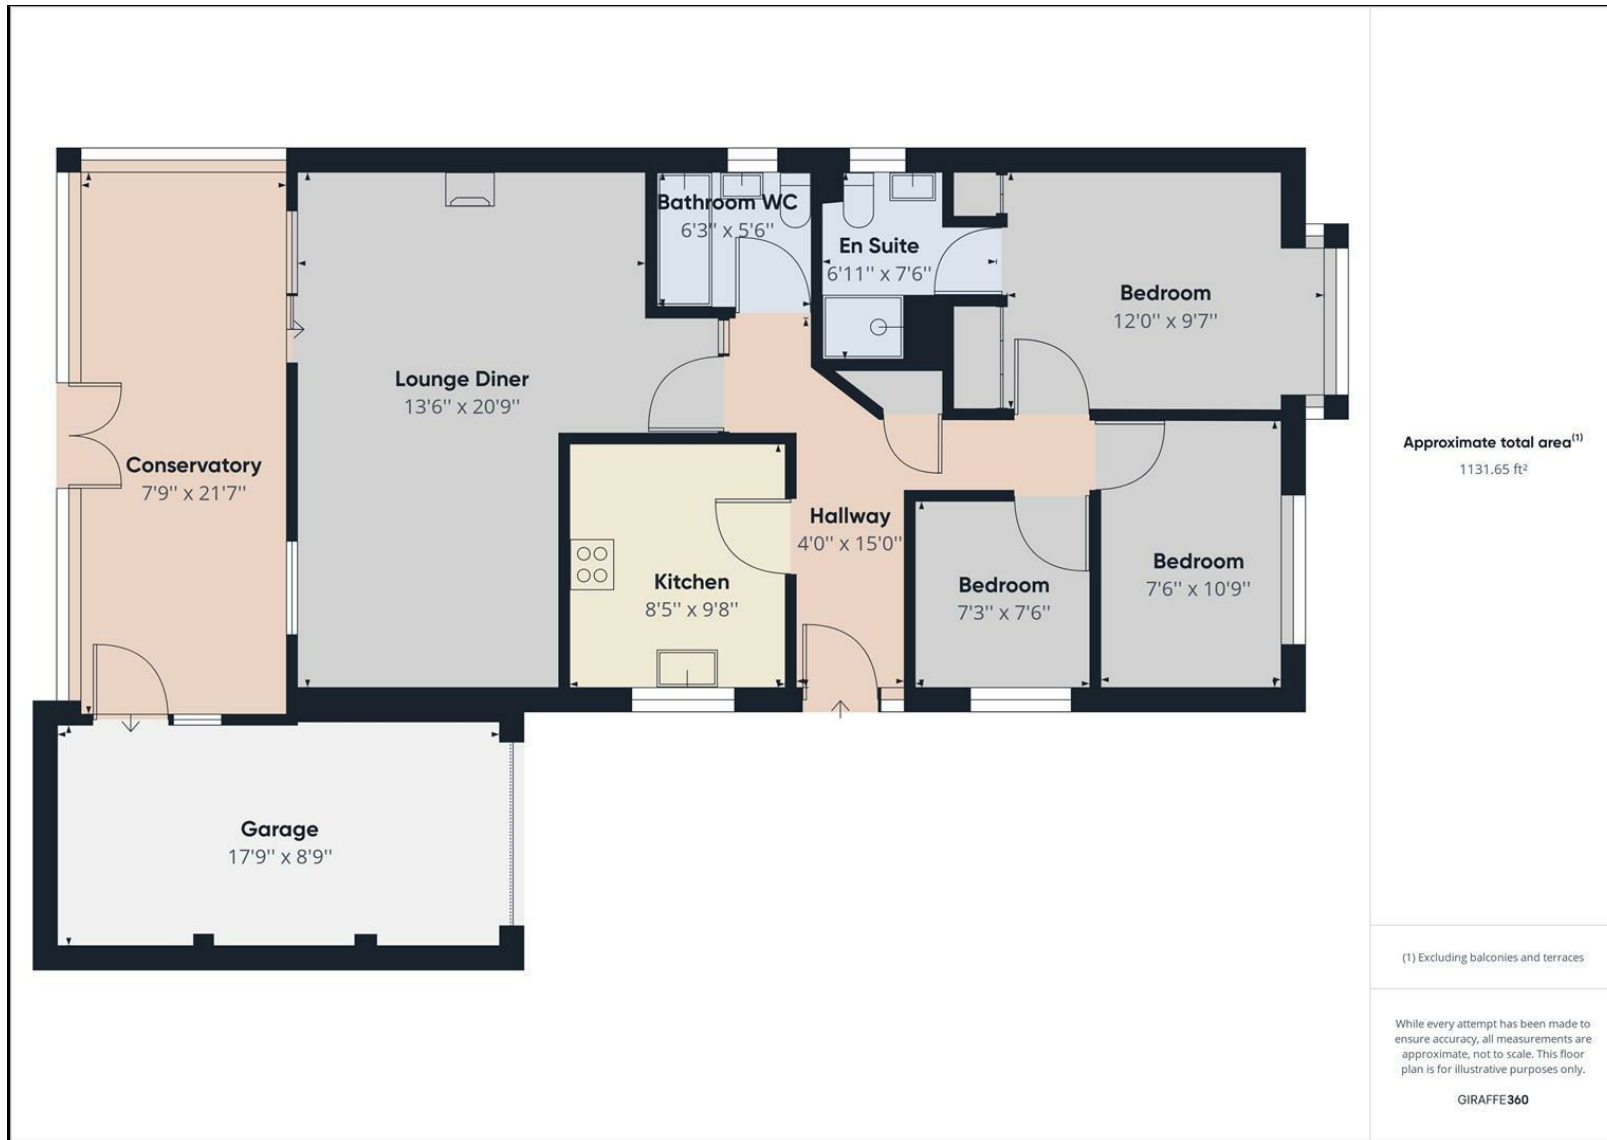 Bathroom WC
6'3" x 5'6"
En Suite
6'11" x 7'6"
Bedroom
12'0" x 9'7"
Lounge Diner
13'6" x 20'9"
Conservatory
7'9" x 21'7"
Hallway
4'0" x 15'0"
Kitchen
8'5" x 9'8"
Bedroom
7'3" x 7'6"
Bedroom
7'6" x 10'9"
Garage
17'9" x 8'9"
Approximate total area(1)
1131.65 ft²
(1) Excluding balconies and terraces
While every attempt has been made to
ensure accuracy, all measurements are
approximate, not to scale. This floor
plan is for illustrative purposes only.
GIRAFFE360